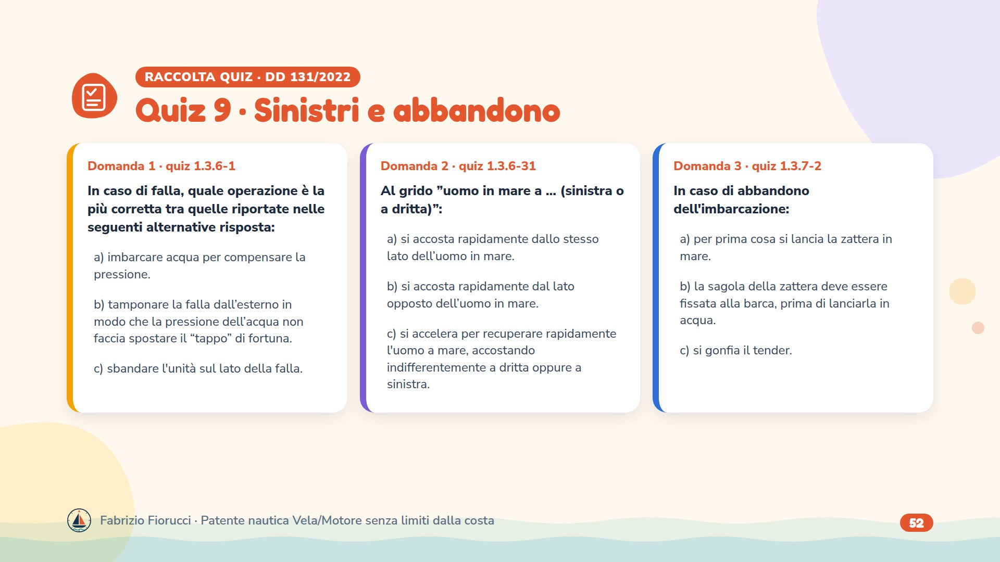 RACCOLTA QUIZ · DD 131/2022
Quiz 9 · Sinistri e abbandono
Domanda 1 · quiz 1.3.6-1
In caso di falla, quale operazione è la
più corretta tra quelle riportate nelle
seguenti alternative risposta:
a) imbarcare acqua per compensare la
pressione.
b) tamponare la falla dall’esterno in
modo che la pressione dell’acqua non
faccia spostare il “tappo” di fortuna.
c) sbandare l'unità sul lato della falla.
Domanda 2 · quiz 1.3.6-31
Al grido ”uomo in mare a ... (sinistra o
a dritta)”:
a) si accosta rapidamente dallo stesso
lato dell’uomo in mare.
b) si accosta rapidamente dal lato
opposto dell’uomo in mare.
c) si accelera per recuperare rapidamente
l'uomo a mare, accostando
indifferentemente a dritta oppure a
sinistra.
Domanda 3 · quiz 1.3.7-2
In caso di abbandono
dell'imbarcazione:
a) per prima cosa si lancia la zattera in
mare.
b) la sagola della zattera deve essere
fissata alla barca, prima di lanciarla in
acqua.
c) si gonfia il tender.
Fabrizio Fiorucci · Patente nautica Vela/Motore senza limiti dalla costa
52